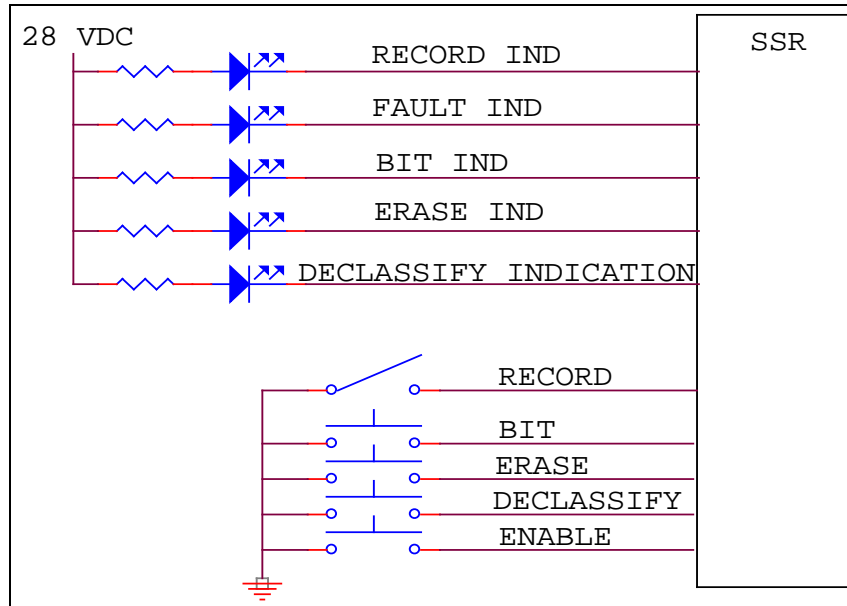 28 VDC
SSR
RECORD IND
FAULT IND
BIT IND
ERASE IND
DECLASSIFY INDICATION
RECORD
BIT
ERASE
DECLASSIFY
ENABLE